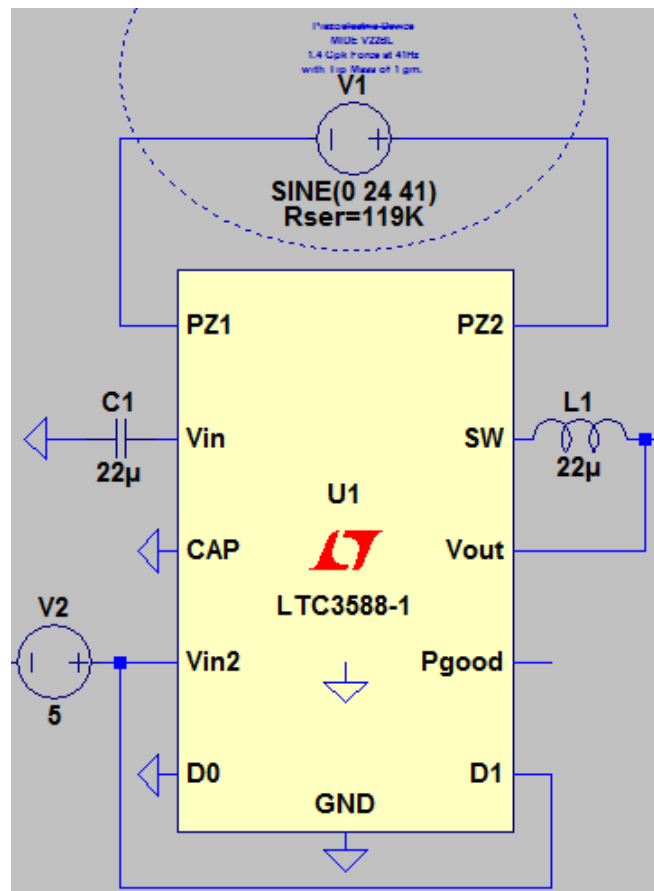 Piezoelective Device
MIDE V22BL
1.4 Gpk Force at 41Hz
with Tip Mass of 1 gm.
V1
SINE(0 24 41)
Rser=119K
PZ1
PZ2
C1
Vin
22µ
SW
L1
22µ
U1
CAP
Vout
LTC3588-1
V2
Vin2
Pgood
5
D0
D1
GND